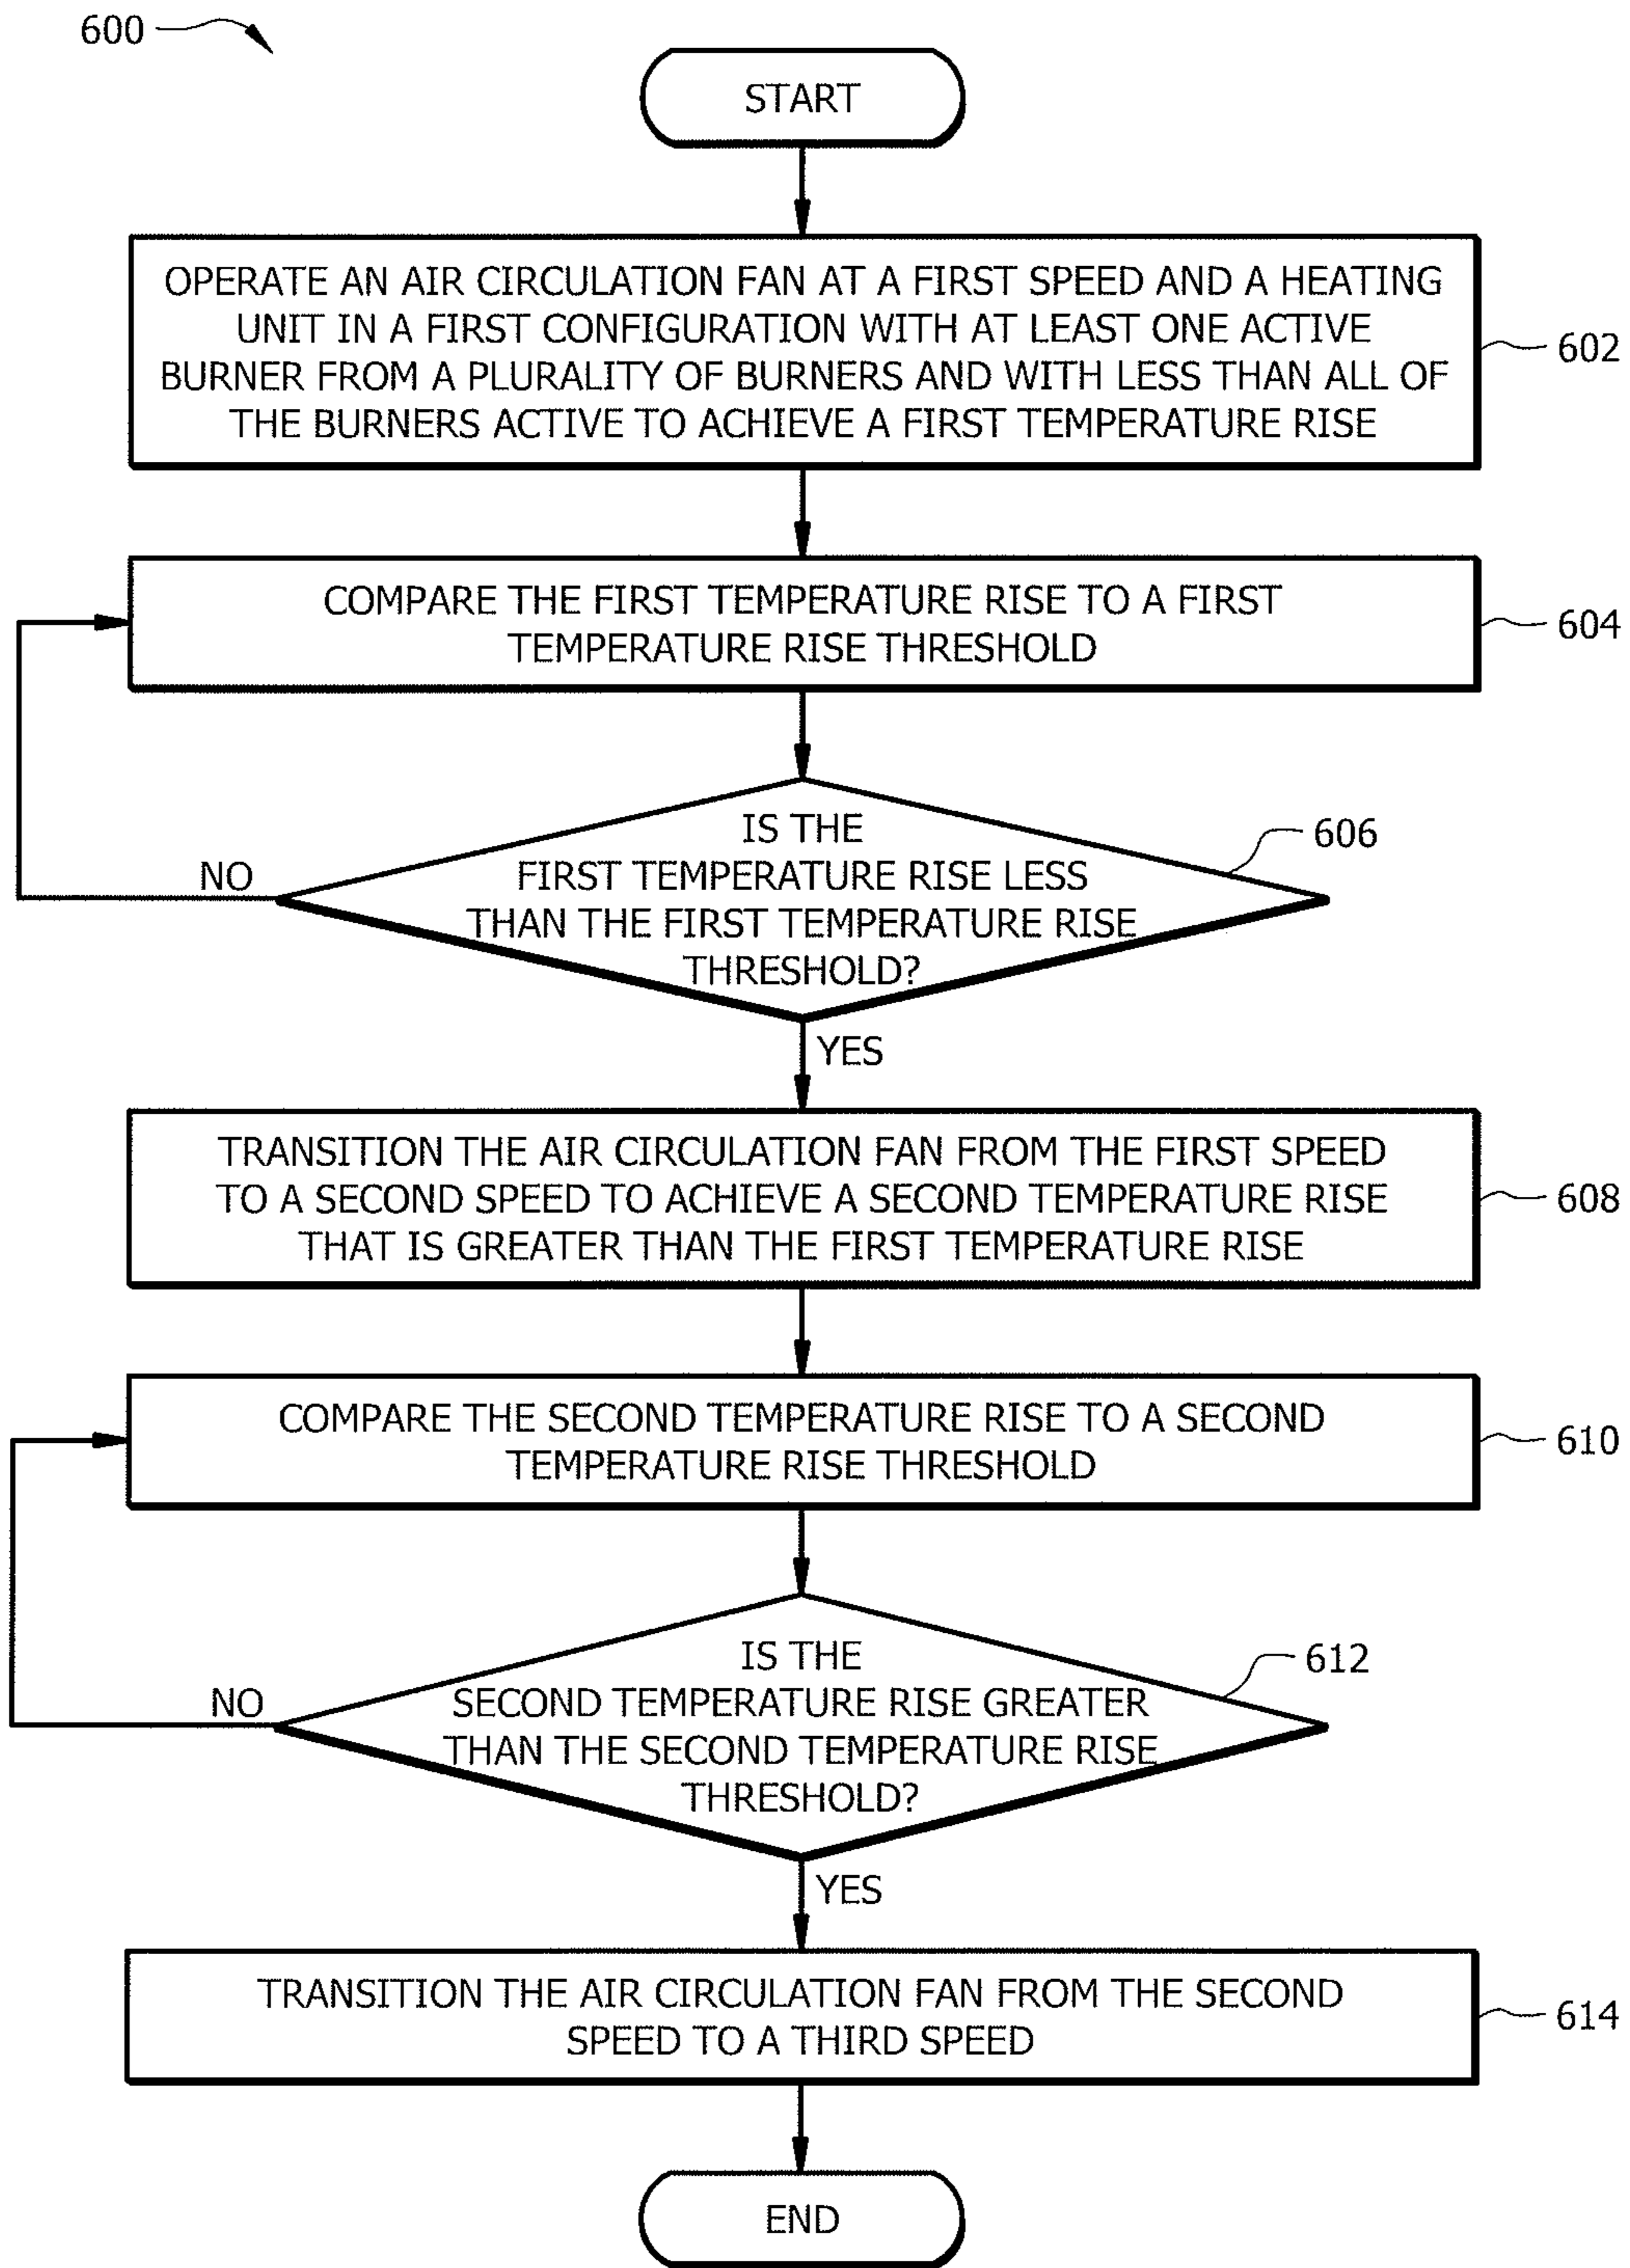 600
START
OPERATE AN AIR CIRCULATION FAN AT A FIRST SPEED AND A HEATING
UNIT IN A FIRST CONFIGURATION WITH AT LEAST ONE ACTIVE
BURNER FROM A PLURALITY OF BURNERS AND WITH LESS THAN ALL OF
THE BURNERS ACTIVE TO ACHIEVE A FIRST TEMPERATURE RISE
602
COMPARE THE FIRST TEMPERATURE RISE TO A FIRST
TEMPERATURE RISE THRESHOLD
604
IS THE
FIRST TEMPERATURE RISE LESS
THAN THE FIRST TEMPERATURE RISE
THRESHOLD?
606
NO
YES
TRANSITION THE AIR CIRCULATION FAN FROM THE FIRST SPEED
TO A SECOND SPEED TO ACHIEVE A SECOND TEMPERATURE RISE
THAT IS GREATER THAN THE FIRST TEMPERATURE RISE
608
COMPARE THE SECOND TEMPERATURE RISE TO A SECOND
TEMPERATURE RISE THRESHOLD
610
IS THE
SECOND TEMPERATURE RISE GREATER
THAN THE SECOND TEMPERATURE RISE
THRESHOLD?
612
NO
YES
TRANSITION THE AIR CIRCULATION FAN FROM THE SECOND
SPEED TO A THIRD SPEED
614
END